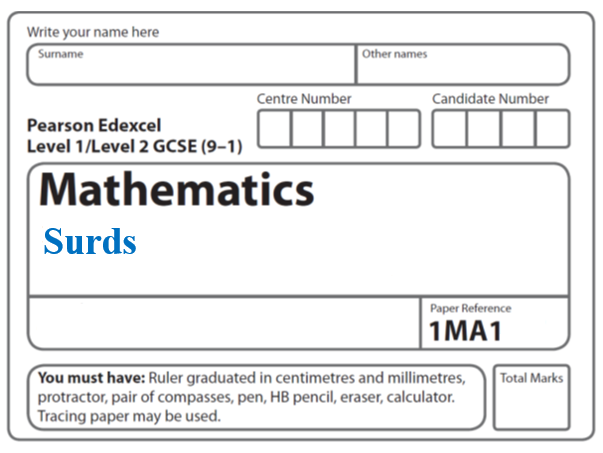 Write your name here
Surname
Other names
Centre Number
Candidate Number
Pearson Edexcel
Level 1/Level 2 GCSE (9–1)
Mathematics
Surds
Paper Reference
1MA1
You must have: Ruler graduated in centimetres and millimetres,
protractor, pair of compasses, pen, HB pencil, eraser, calculator.
Tracing paper may be used.
Total Marks